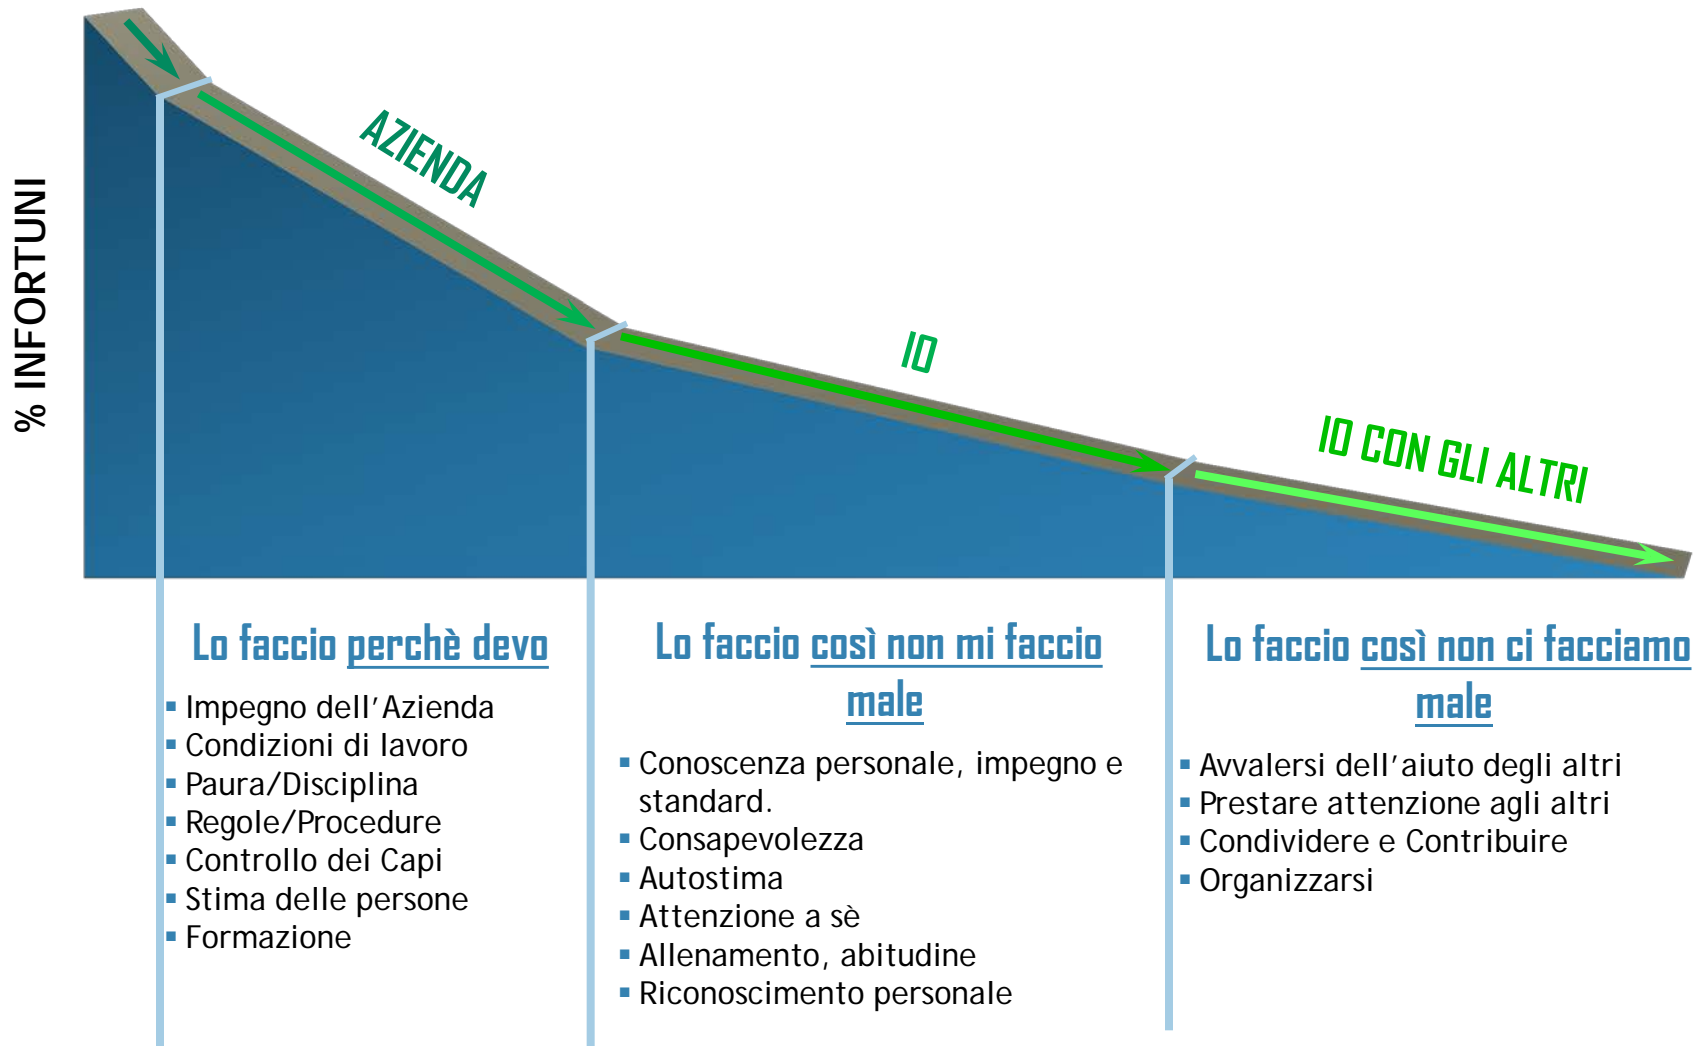 % INFORTUNI
AZIENDA
IO
IO CON GLI ALTRI
Lo faccio perchè devo
▪ Impegno dell'Azienda
▪ Condizioni di lavoro
▪ Paura/Disciplina
▪ Regole/Procedure
▪ Controllo dei Capi
▪ Stima delle persone
▪ Formazione
Lo faccio così non mi faccio
male
▪ Conoscenza personale, impegno e
standard.
▪ Consapevolezza
▪ Autostima
▪ Attenzione a sè
▪ Allenamento, abitudine
▪ Riconoscimento personale
Lo faccio così non ci facciamo
male
▪ Avvalersi dell'aiuto degli altri
▪ Prestare attenzione agli altri
▪ Condividere e Contribuire
▪ Organizzarsi